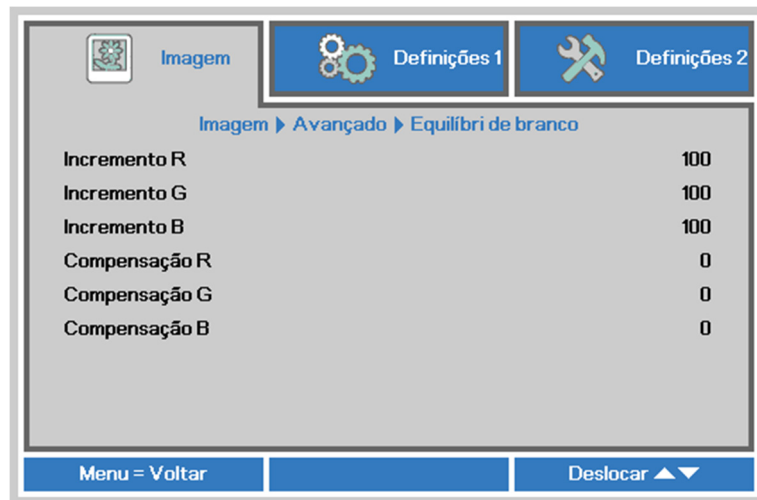 Imagem Definições 1 Definições 2
Imagem Avançado Equilíbri de branco
Incremento R 100
Incremento G 100
Incremento B 100
Compensação R 0
Compensação G 0
Compensação B 0
Menu = Voltar Deslocar